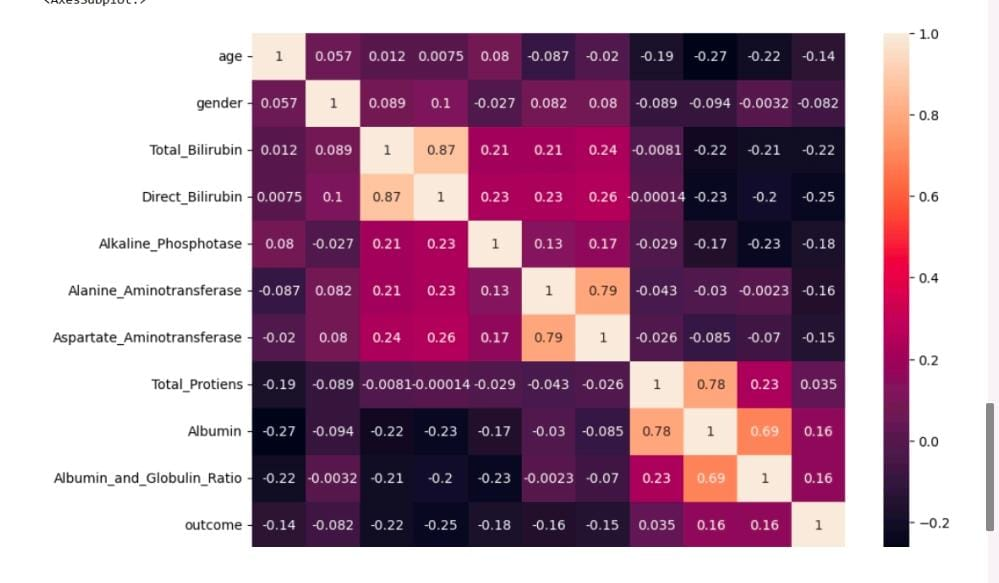 <AxesSubplot:>
1.0
age 1 0.057 0.012 0.0075 0.08 -0.087 -0.02 -0.19 -0.27 -0.22 -0.14
gender 0.057 1 0.089 0.1 -0.027 0.082 0.08 -0.089 -0.094 -0.0032 -0.082
0.8
Total_Bilirubin 0.012 0.089 1 0.87 0.21 0.21 0.24 -0.0081 -0.22 -0.21 -0.22
Direct_Bilirubin 0.0075 0.1 0.87 1 0.23 0.23 0.26 -0.00014 -0.23 -0.2 -0.25
0.6
Alkaline_Phosphotase 0.08 -0.027 0.21 0.23 1 0.13 0.17 -0.029 -0.17 -0.23 -0.18
0.4
Alanine_Aminotransferase -0.087 0.082 0.21 0.23 0.13 1 0.79 -0.043 -0.03 -0.0023 -0.16
Aspartate_Aminotransferase -0.02 0.08 0.24 0.26 0.17 0.79 1 -0.026 -0.085 -0.07 -0.15
0.2
Total_Protiens -0.19 -0.089 -0.0081 -0.00014 -0.029 -0.043 -0.026 1 0.78 0.23 0.035
Albumin -0.27 -0.094 -0.22 -0.23 -0.17 -0.03 -0.085 0.78 1 0.69 0.16
0.0
Albumin_and_Globulin_Ratio -0.22 -0.0032 -0.21 -0.2 -0.23 -0.0023 -0.07 0.23 0.69 1 0.16
outcome -0.14 -0.082 -0.22 -0.25 -0.18 -0.16 -0.15 0.035 0.16 0.16 1
−0.2